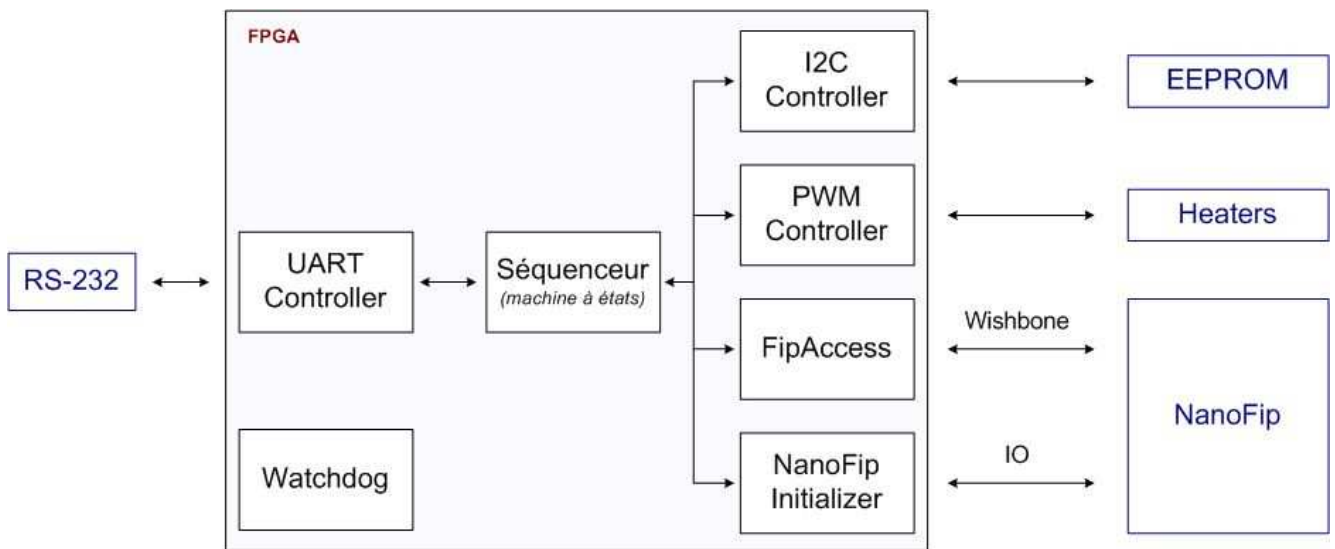 FPGA
I2C
Controller
EEPROM
PWM
Controller
Heaters
RS-232
UART
Controller
Séquenceur
(machine à états)
FipAccess
Wishbone
NanoFip
Watchdog
NanoFip
Initializer
IO